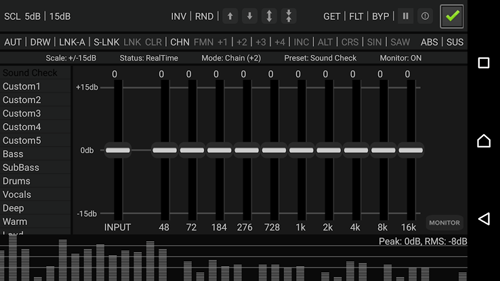 SCL 5dB | 15dB INV | RND | GET | FLT | BYP |
AUT | DRW | LNK-A | S-LNK LNK CLR | CHN FMN +1 | +2 | +3 | +4 INC | ALT | CRS | SIN | SAW ABS | SUS
Scale: +/-15dB Status: RealTime Mode: Chain (+2) Preset: Sound Check Monitor: ON
Sound Check
Custom1
Custom2
Custom3
Custom4
Custom5
Bass
SubBass
Drums
Vocals
Deep
Warm
0 0 0 0 0 0 0 0 0 0 0
+15db
0db
-15db
INPUT 48 72 184 276 728 1k 2k 4k 8k 16k
MONITOR
Peak: 0dB, RMS: -8dB